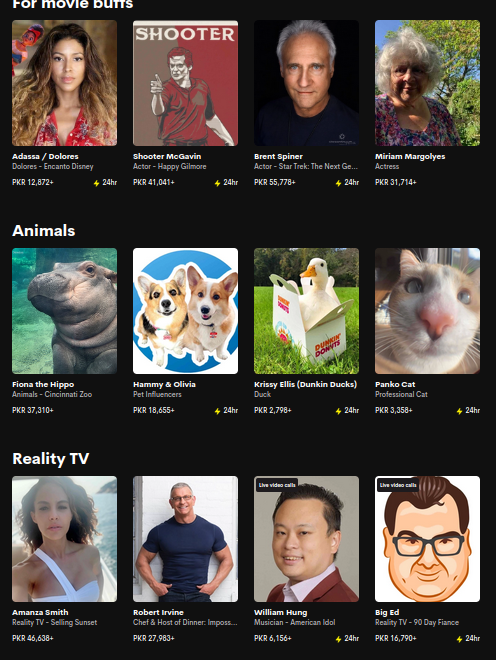 For movie buffs
SHOOTER
Adassa / Dolores
Dolores - Encanto Disney
PKR 12,872+
24hr
Shooter McGavin
Actor - Happy Gilmore
PKR 41,041+
24hr
Brent Spiner
Actor - Star Trek: The Next Ge...
PKR 55,778+
24hr
Miriam Margolyes
Actress
PKR 31,714+
Animals
DUNKIN'
DONUTS
DUNKIN'
DONUTS
Fiona the Hippo
Animals - Cincinnati Zoo
PKR 37,310+
Hammy & Olivia
Pet Influencers
PKR 18,655+
24hr
Krissy Ellis (Dunkin Ducks)
Duck
PKR 2,798+
24hr
Panko Cat
Professional Cat
PKR 3,358+
24hr
Reality TV
Live video calls
Live video calls
Amanza Smith
Reality TV - Selling Sunset
PKR 46,638+
Robert Irvine
Chef & Host of Dinner: Imposs...
PKR 27,983+
William Hung
Musician - American Idol
PKR 6,156+
24hr
Big Ed
Reality TV - 90 Day Fiance
PKR 16,790+
24hr